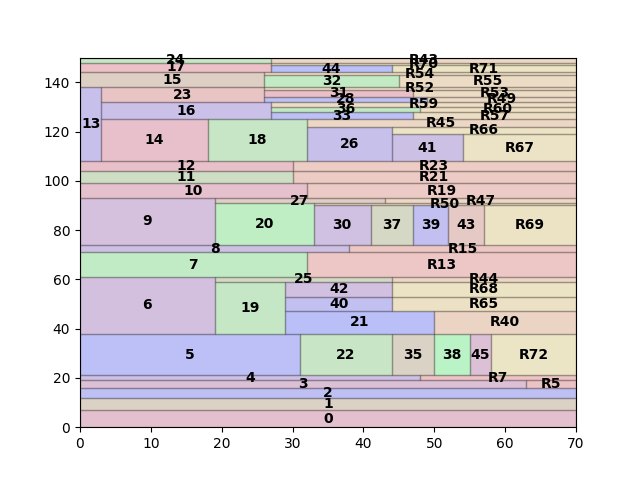 24 R43
17 44 R70 R71
15 32 R54 R55
23 31 R52 R53
28 R49
16 36 R59 R60
33 R57
13 14 18 26 R45
R66
41 R67
12 R23
11 R21
10 R19
27 R47
R50
9 20 30 37 39 43 R69
8 R15
7 R13
25 R44
6 19 42 R68
40 R65
21 R40
5 22 35 38 45 R72
4 R7
3 R5
2
1
0
140
120
100
80
60
40
20
0
0 10 20 30 40 50 60 70